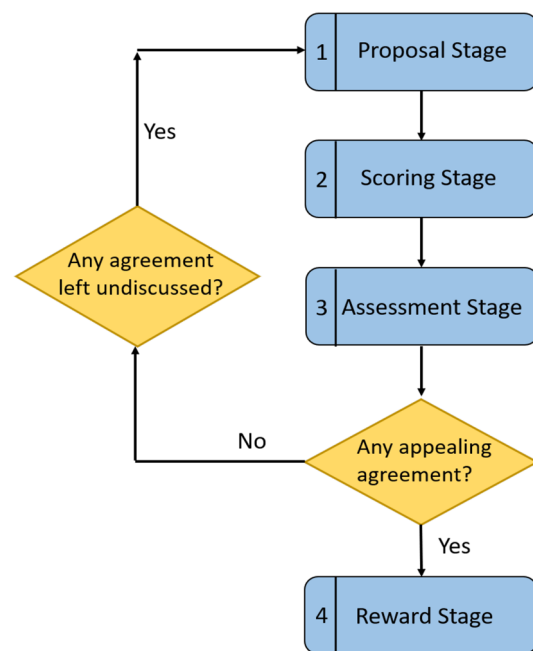 1 Proposal Stage
Yes
2 Scoring Stage
Any agreement
left undiscussed?
3 Assessment Stage
No
Any appealing
agreement?
Yes
4 Reward Stage